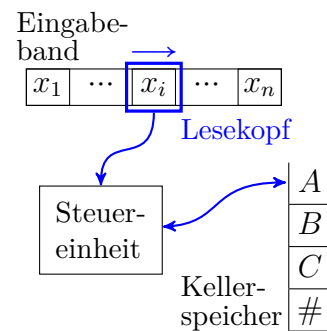 Eingabe-
band
x₁ ··· xᵢ ··· xₙ
Lesekopf
Steuer-
einheit
A
B
C
Keller-
speicher #